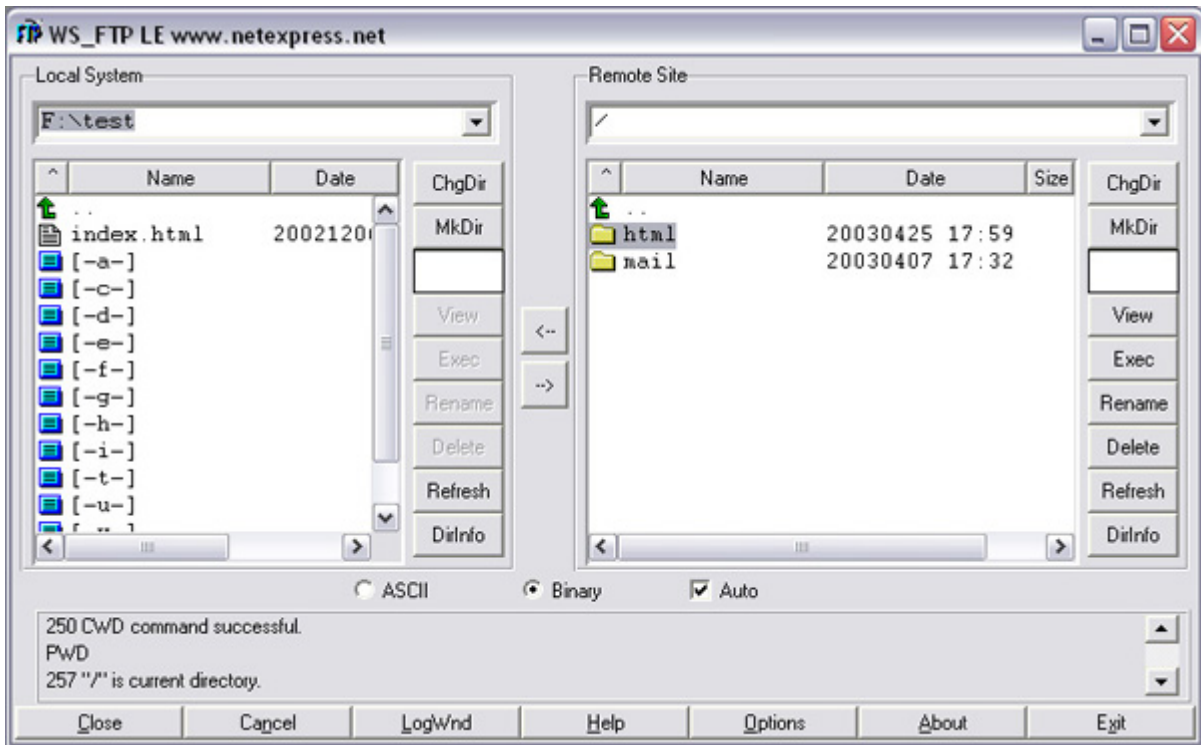 WS_FTP LE www.netexpress.net
Local System
F:\test
^ Name Date
..
index.html 2002120
[-a-]
[-c-]
[-d-]
[-e-]
[-f-]
[-g-]
[-h-]
[-i-]
[-t-]
[-u-]
ChgDir
MkDir
View
Exec
Rename
Delete
Refresh
DirInfo
<--
-->
Remote Site
/
^ Name Date Size
..
html 20030425 17:59
mail 20030407 17:32
ChgDir
MkDir
View
Exec
Rename
Delete
Refresh
DirInfo
ASCII Binary Auto
250 CWD command successful.
PWD
257 "/" is current directory.
Close Cancel LogWnd Help Options About Exit